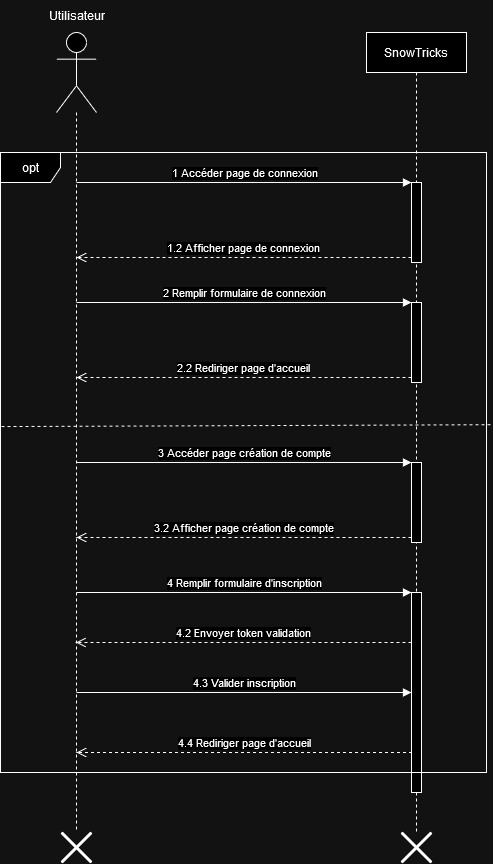 Utilisateur
SnowTricks
opt
1 Accéder page de connexion
1.2 Afficher page de connexion
2 Remplir formulaire de connexion
2.2 Rediriger page d'accueil
3 Accéder page création de compte
3.2 Afficher page création de compte
4 Remplir formulaire d'inscription
4.2 Envoyer token validation
4.3 Valider inscription
4.4 Rediriger page d'accueil